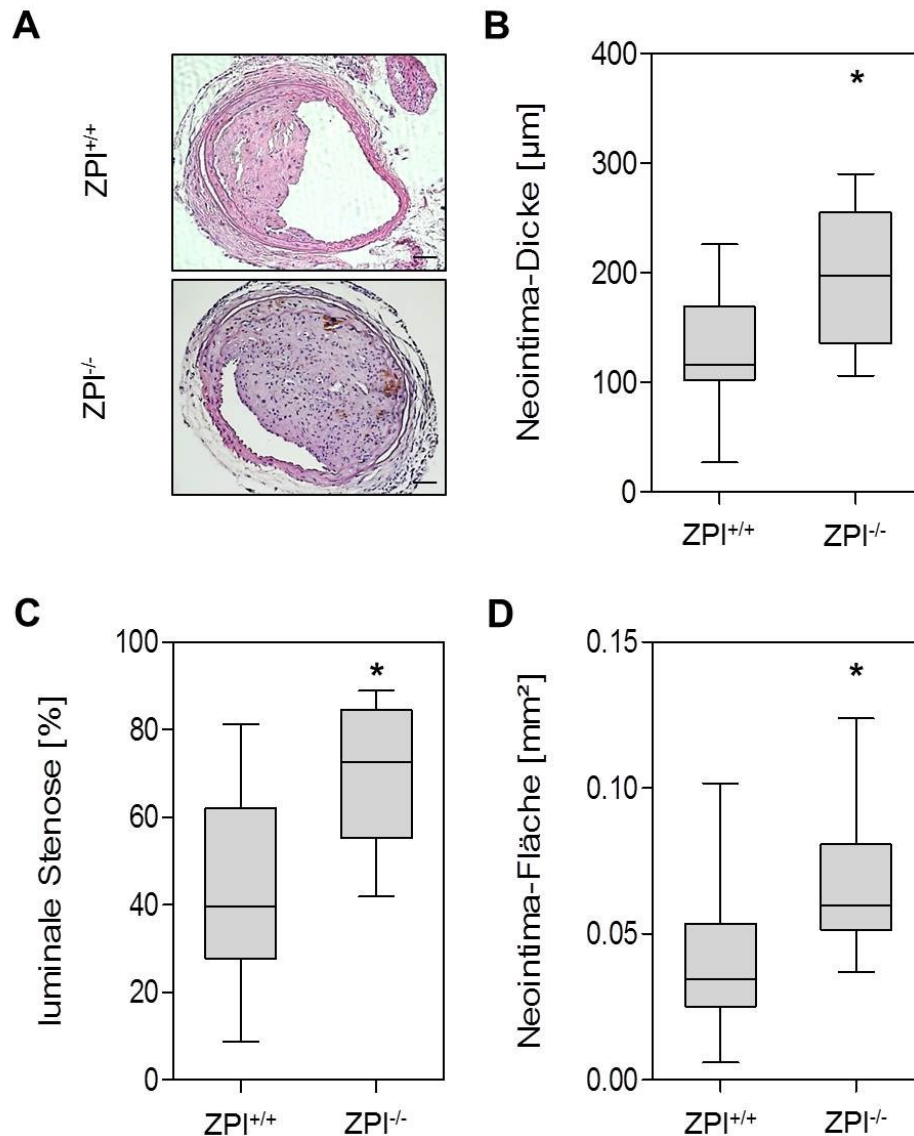 A
ZPI+/+
ZPI-/-
B
Neointima-Dicke [µm]
400
300
200
100
0
*
ZPI+/+
ZPI-/-
C
luminale Stenose [%]
100
80
60
40
20
0
*
ZPI+/+
ZPI-/-
D
Neointima-Fläche [mm²]
0.15
0.10
0.05
0.00
*
ZPI+/+
ZPI-/-